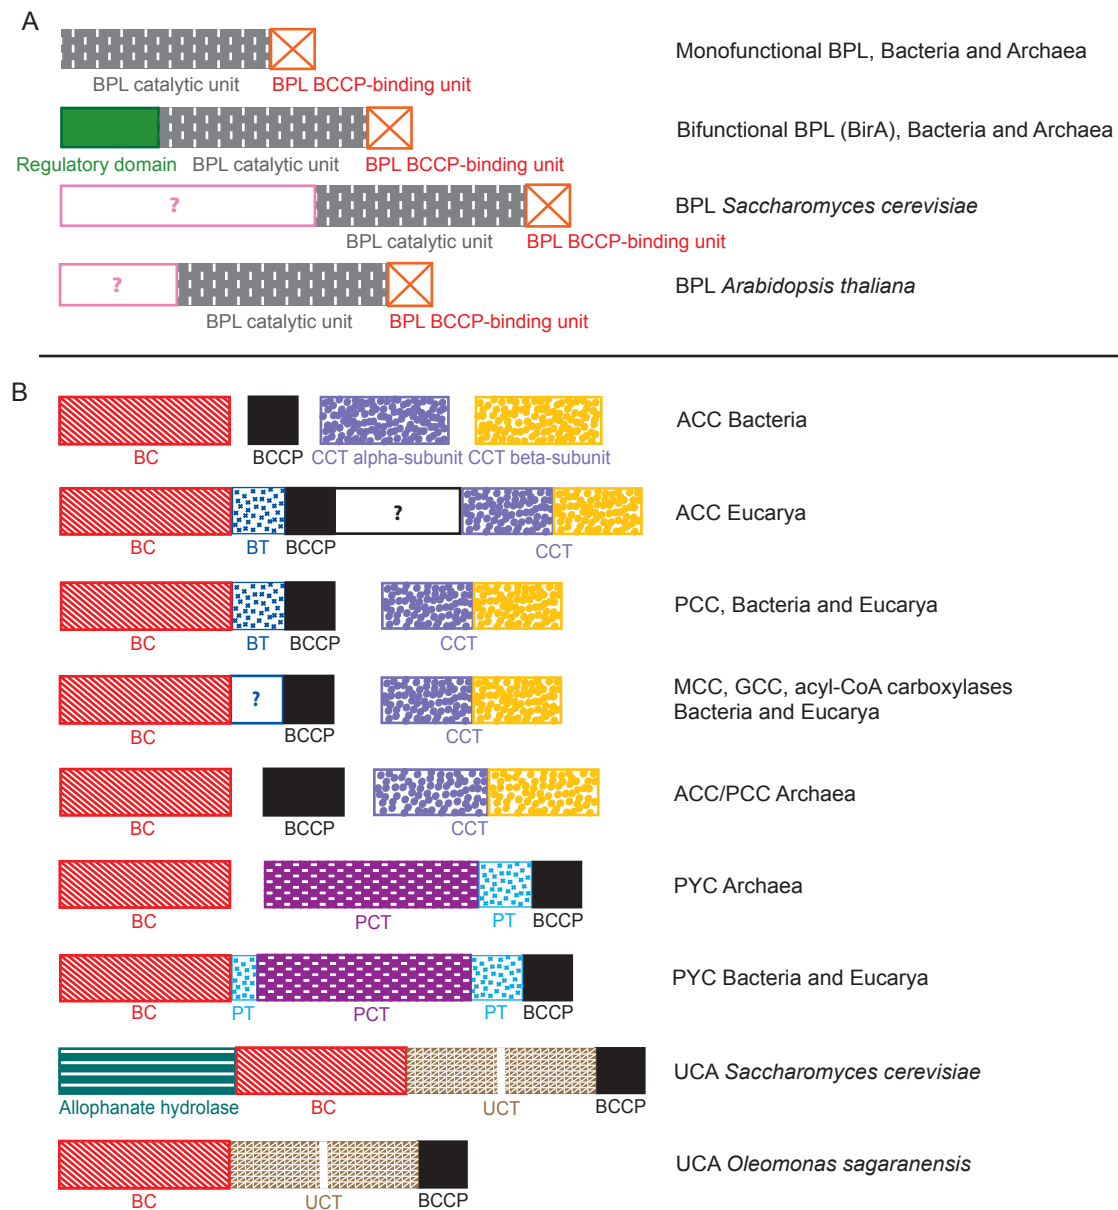 A
Monofunctional BPL, Bacteria and Archaea
BPL catalytic unit
BPL BCCP-binding unit
Bifunctional BPL (BirA), Bacteria and Archaea
Regulatory domain
BPL catalytic unit
BPL BCCP-binding unit
?
BPL Saccharomyces cerevisiae
BPL catalytic unit
BPL BCCP-binding unit
?
BPL Arabidopsis thaliana
BPL catalytic unit
BPL BCCP-binding unit
B
ACC Bacteria
BC
BCCP
CCT alpha-subunit
CCT beta-subunit
?
ACC Eucarya
BC
BT
BCCP
CCT
PCC, Bacteria and Eucarya
BC
BT
BCCP
CCT
?
MCC, GCC, acyl-CoA carboxylases
Bacteria and Eucarya
BC
BCCP
CCT
ACC/PCC Archaea
BC
BCCP
CCT
PYC Archaea
BC
PCT
PT
BCCP
PYC Bacteria and Eucarya
BC
PT
PCT
PT
BCCP
UCA Saccharomyces cerevisiae
Allophanate hydrolase
BC
UCT
BCCP
UCA Oleomonas sagaranensis
BC
UCT
BCCP